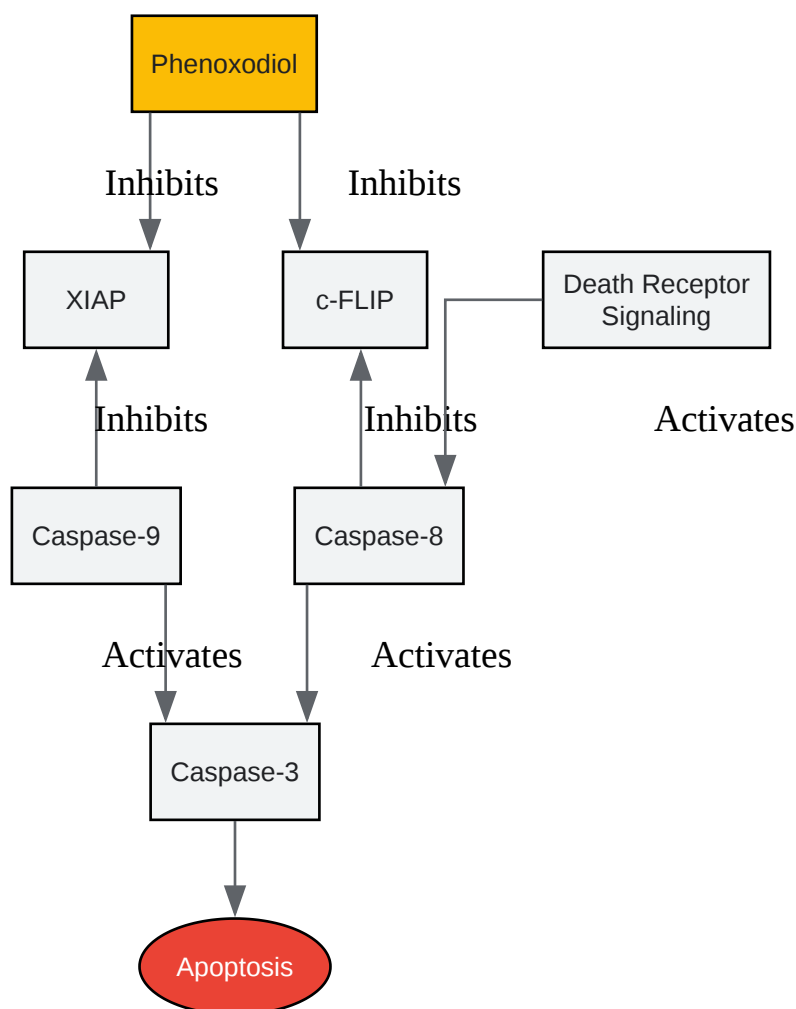 Phenoxodiol
Inhibits
Inhibits
XIAP
c-FLIP
Death Receptor
Signaling
Inhibits
Inhibits
Activates
Caspase-9
Caspase-8
Activates
Activates
Caspase-3
Apoptosis